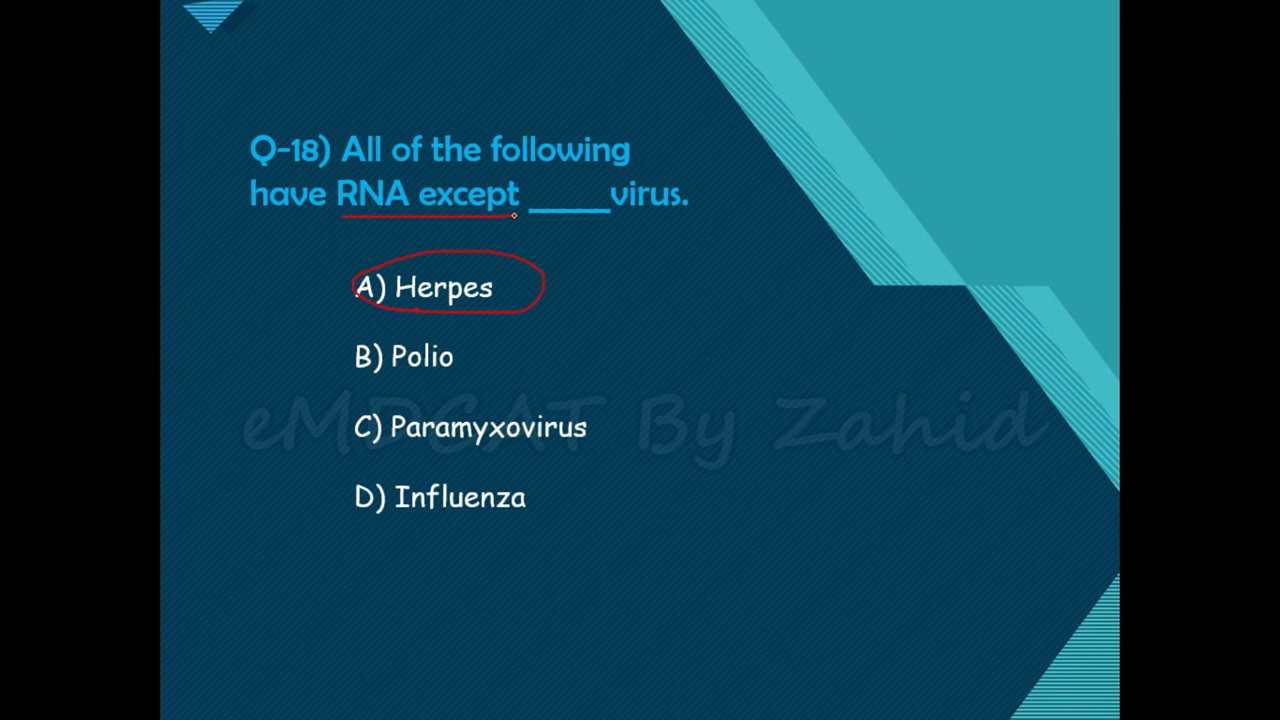 Q-18) All of the following
have RNA except _____virus.
A) Herpes
B) Polio
eMDCAT By Zahid
C) Paramyxovirus
D) Influenza